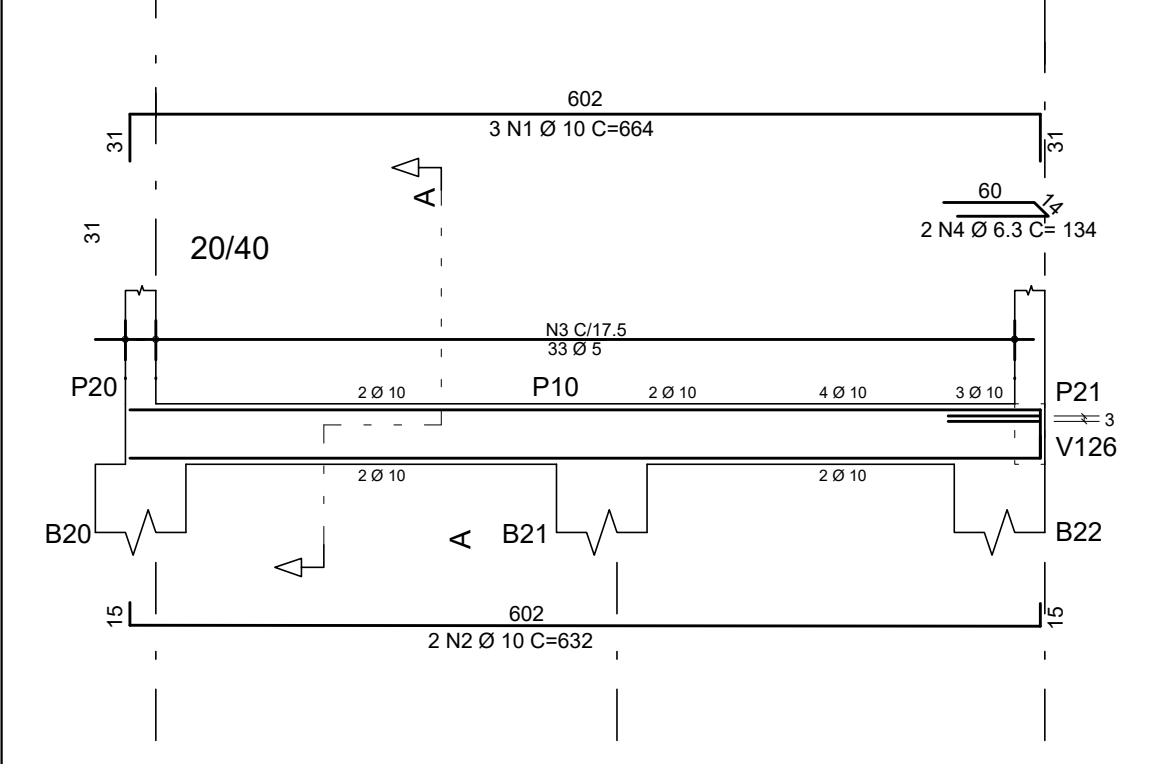 602
3 N1 Ø 10 C=664
31
31
A
60
14
2 N4 Ø 6.3 C= 134
31
20/40
N3 C/17.5
33 Ø 5
P20
2 Ø 10
P10
2 Ø 10
4 Ø 10
3 Ø 10
P21
3
V126
2 Ø 10
2 Ø 10
B20
A
B21
B22
15
602
15
2 N2 Ø 10 C=632